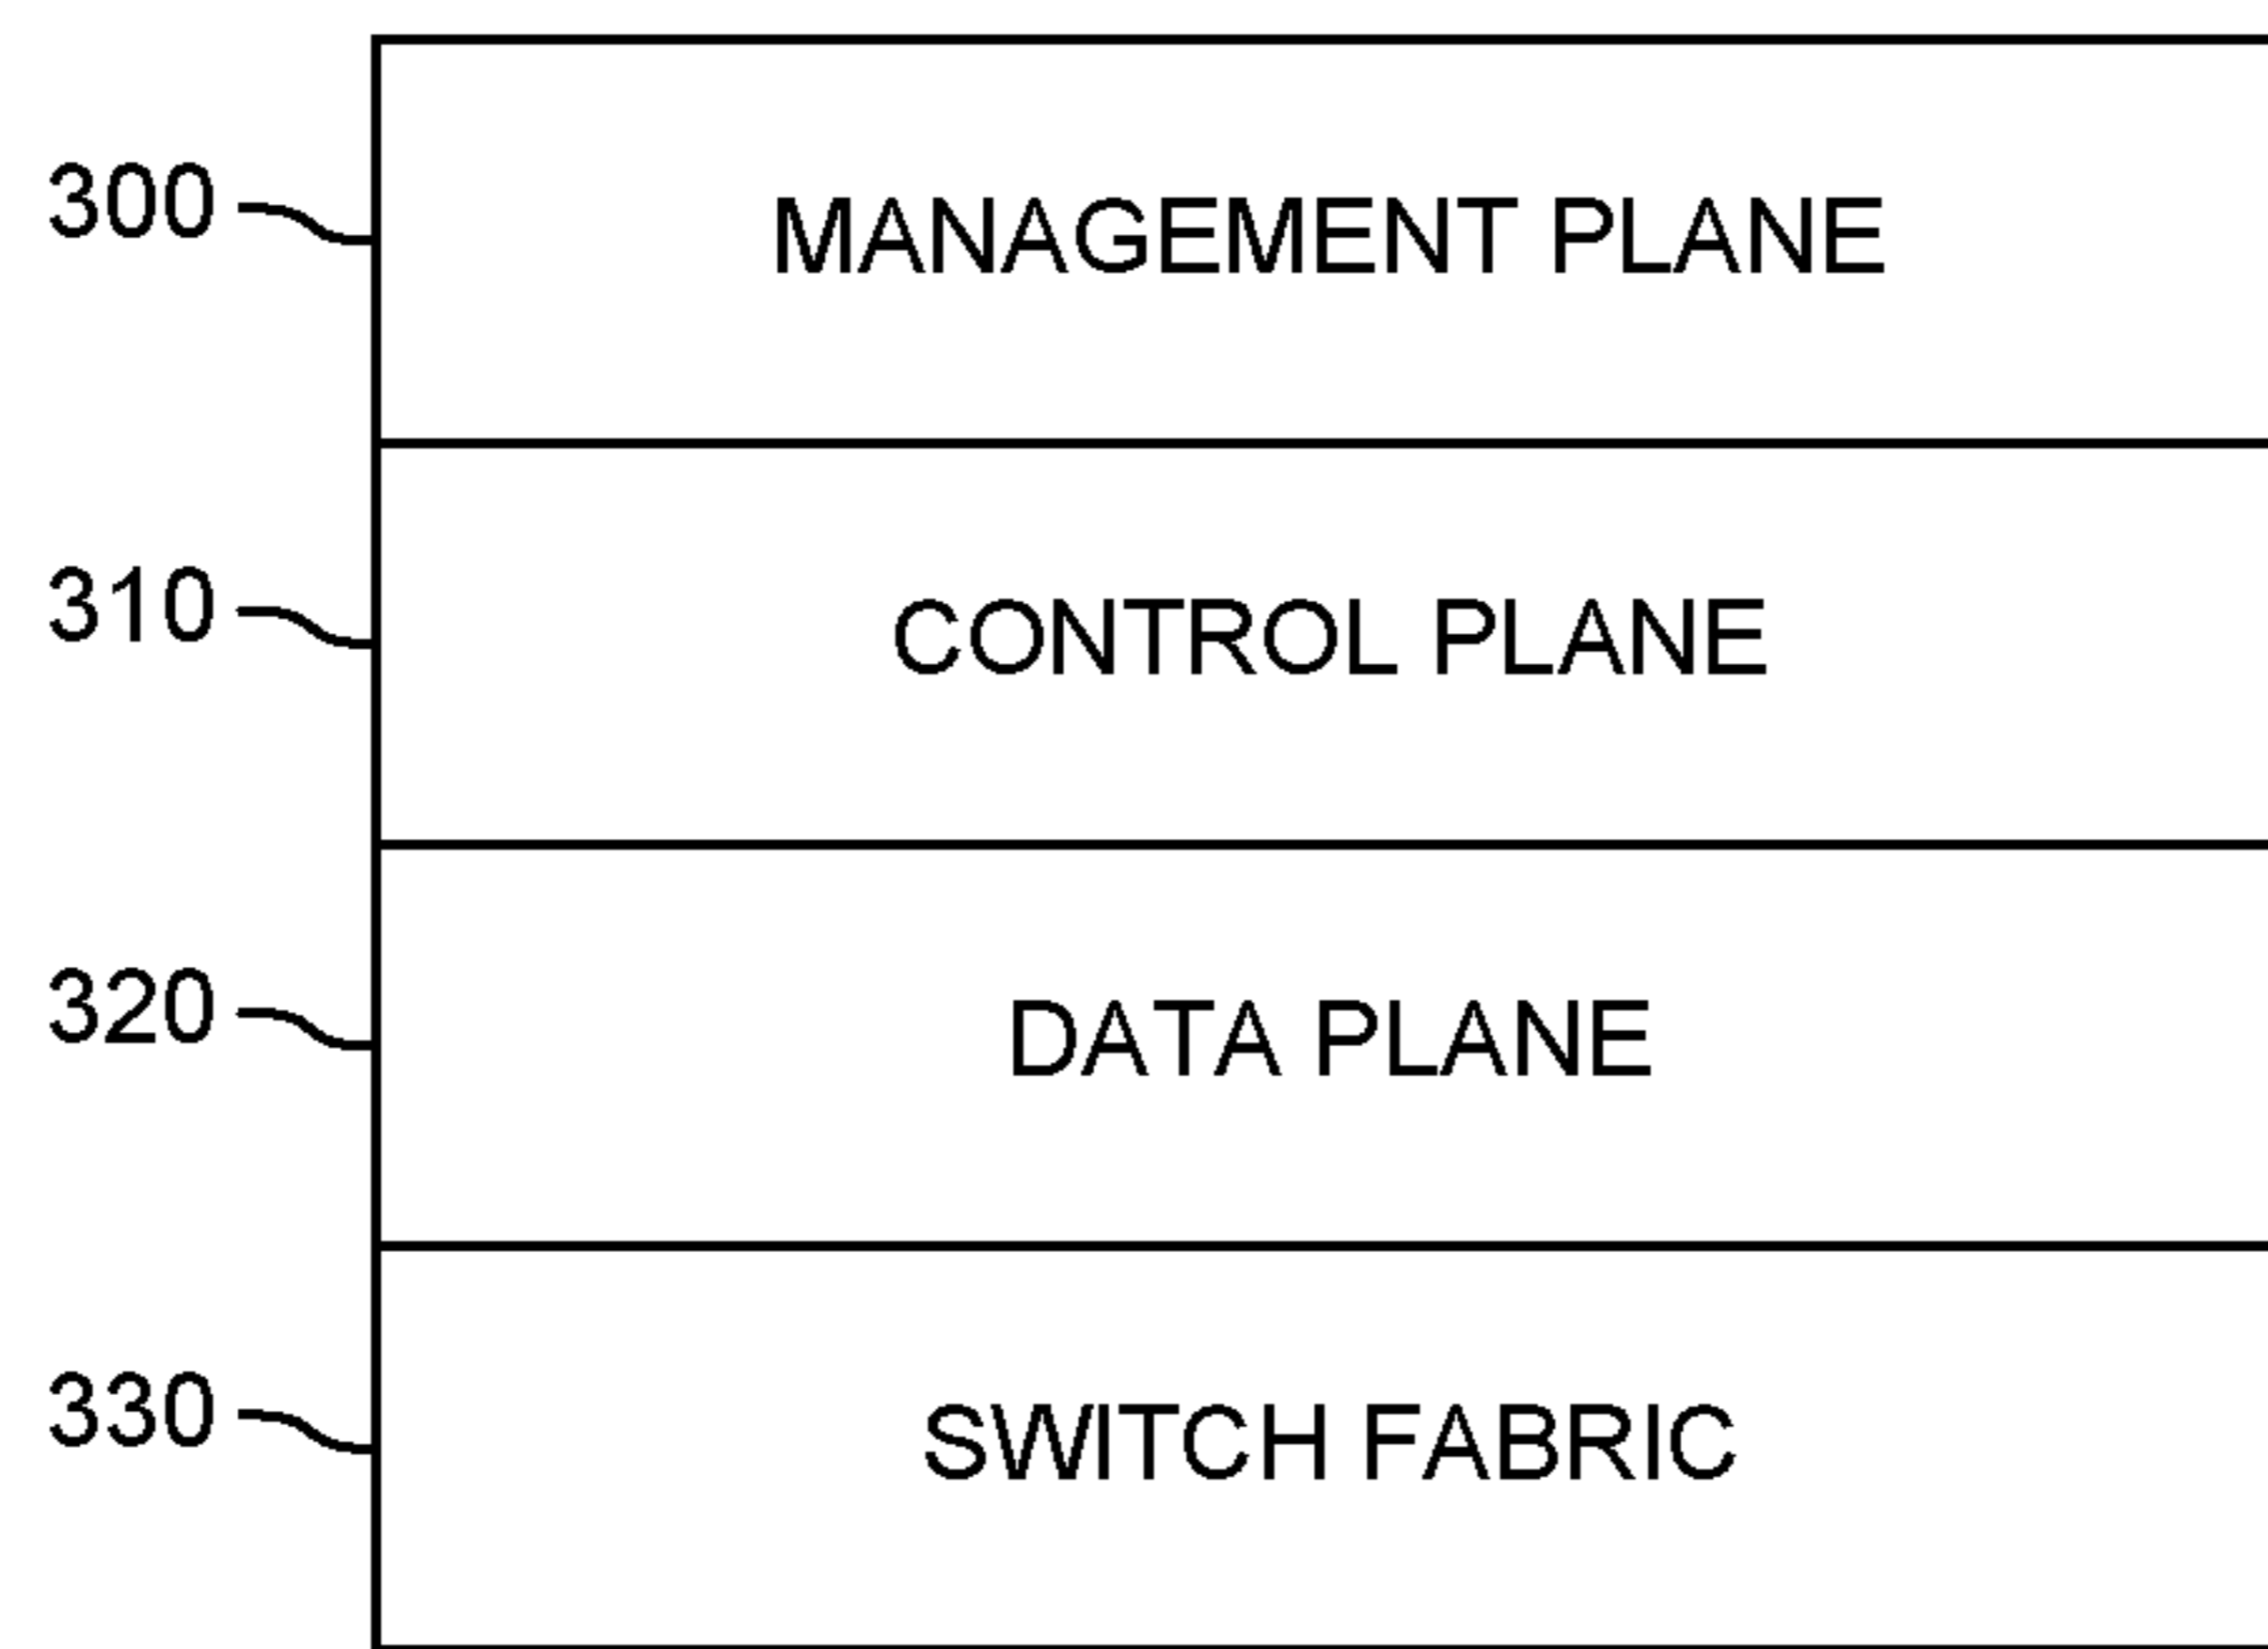 300 MANAGEMENT PLANE
310 CONTROL PLANE
320 DATA PLANE
330 SWITCH FABRIC